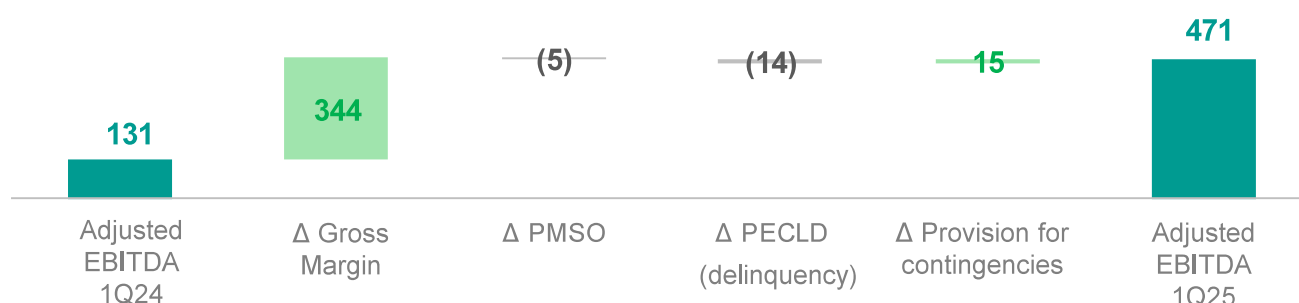 471
(5)
(14)
15
344
131
Adjusted
EBITDA
1Q24
Δ Gross
Margin
Δ PMSO
Δ PECLD
(delinquency)
Δ Provision for
contingencies
Adjusted
EBITDA
1Q25